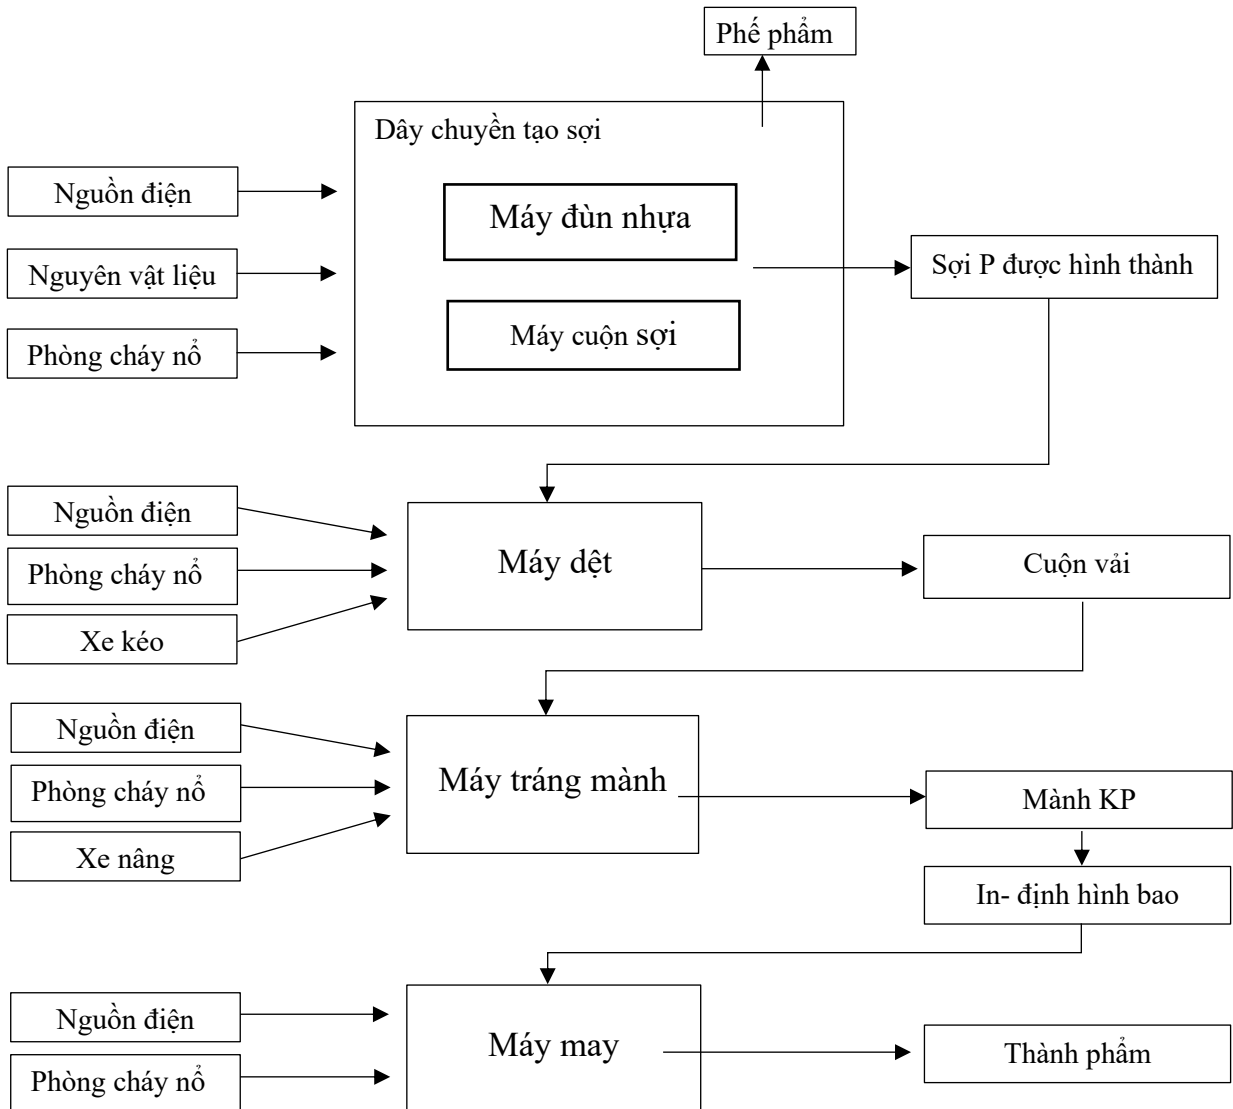 Phế phẩm
Dây chuyền tạo sợi
Nguồn điện
Máy đùn nhựa
Nguyên vật liệu
Sợi P được hình thành
Máy cuộn sợi
Phòng cháy nổ
Nguồn điện
Phòng cháy nổ
Máy dệt
Cuộn vải
Xe kéo
Nguồn điện
Phòng cháy nổ
Máy tráng mành
Mành KP
Xe nâng
In- định hình bao
Nguồn điện
Máy may
Thành phẩm
Phòng cháy nổ